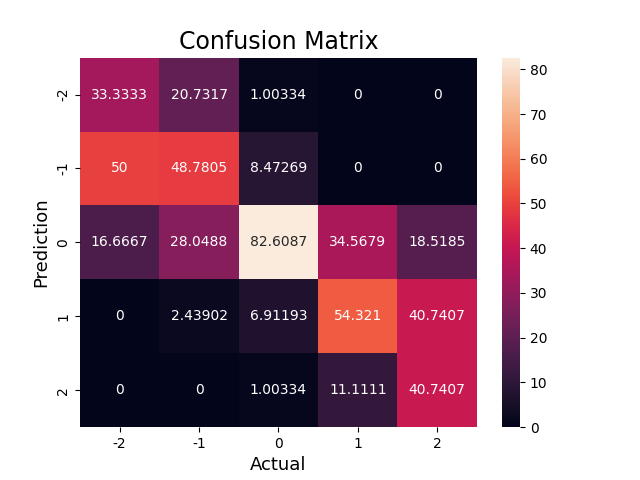 Confusion Matrix
-2 33.3333 20.7317 1.00334 0 0
-1 50 48.7805 8.47269 0 0
0 16.6667 28.0488 82.6087 34.5679 18.5185
1 0 2.43902 6.91193 54.321 40.7407
2 0 0 1.00334 11.1111 40.7407
-2 -1 0 1 2
Actual
Prediction
80
70
60
50
40
30
20
10
0